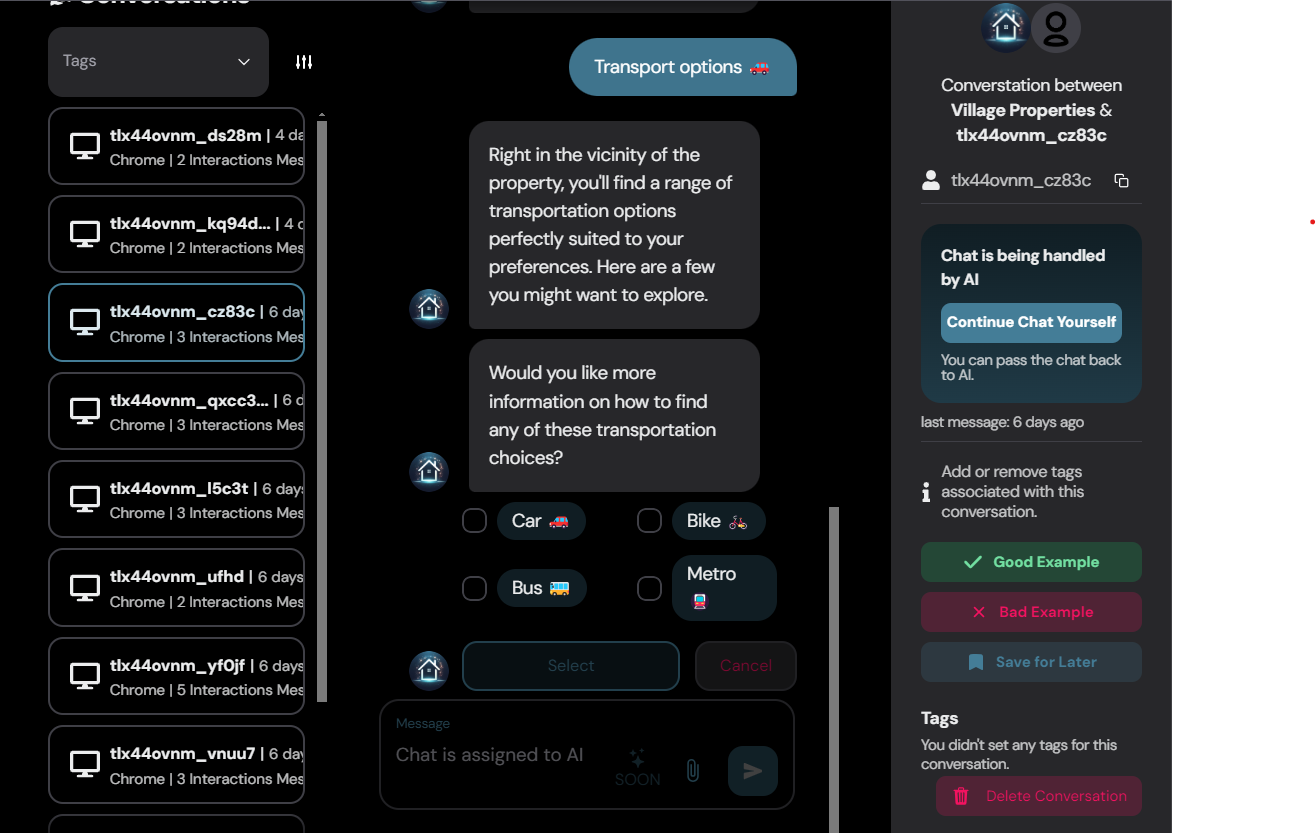 Conversations
Tags
tlx44ovnm_ds28m | 4 da
Chrome | 2 Interactions Mes
tlx44ovnm_kq94d... | 4 d
Chrome | 2 Interactions Mes
tlx44ovnm_cz83c | 6 day
Chrome | 3 Interactions Mes
tlx44ovnm_qxcc3... | 6 d
Chrome | 3 Interactions Mes
tlx44ovnm_l5c3t | 6 days
Chrome | 3 Interactions Mes
tlx44ovnm_ufhd | 6 days
Chrome | 2 Interactions Mes
tlx44ovnm_yf0jf | 6 days
Chrome | 5 Interactions Mes
tlx44ovnm_vnuu7 | 6 day
Chrome | 3 Interactions Mes
Transport options 🚗
Right in the vicinity of the
property, you'll find a range of
transportation options
perfectly suited to your
preferences. Here are a few
you might want to explore.
Would you like more
information on how to find
any of these transportation
choices?
Car 🚗
Bike 🚲
Bus 🚌
Metro
🚇
Select
Cancel
Message
Chat is assigned to AI
SOON
Converstation between
Village Properties &
tlx44ovnm_cz83c
tlx44ovnm_cz83c
Chat is being handled
by AI
Continue Chat Yourself
You can pass the chat back
to AI.
last message: 6 days ago
Add or remove tags
associated with this
conversation.
Good Example
Bad Example
Save for Later
Tags
You didn't set any tags for this
conversation.
Delete Conversation